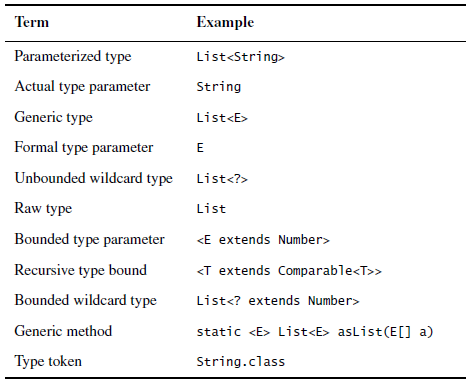 Term Example
Parameterized type List<String>
Actual type parameter String
Generic type List<E>
Formal type parameter E
Unbounded wildcard type List<?>
Raw type List
Bounded type parameter <E extends Number>
Recursive type bound <T extends Comparable<T>>
Bounded wildcard type List<? extends Number>
Generic method static <E> List<E> asList(E[] a)
Type token String.class